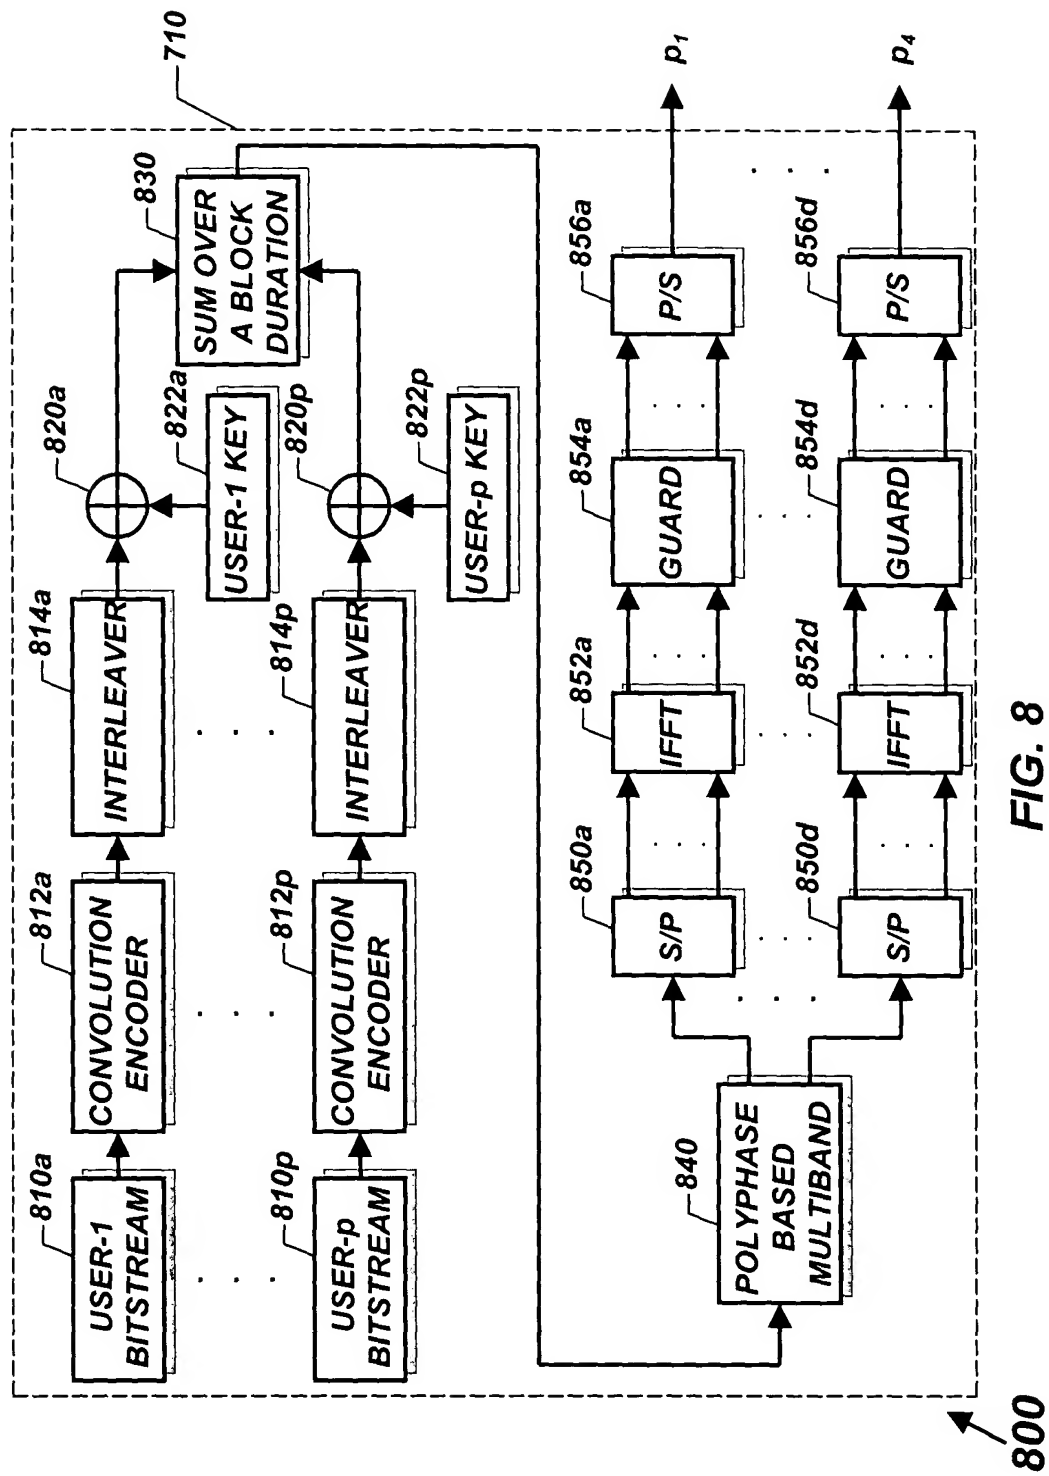 710
810a
USER-1
BITSTREAM
812a
CONVOLUTION
ENCODER
814a
INTERLEAVER
820a
822a
USER-1 KEY
830
SUM OVER
A BLOCK
DURATION
810p
USER-p
BITSTREAM
812p
CONVOLUTION
ENCODER
814p
INTERLEAVER
820p
822p
USER-p KEY
840
POLYPHASE
BASED
MULTIBAND
850a
S/P
852a
IFFT
854a
GUARD
856a
P/S
p1
850d
S/P
852d
IFFT
854d
GUARD
856d
P/S
p4
800
FIG. 8